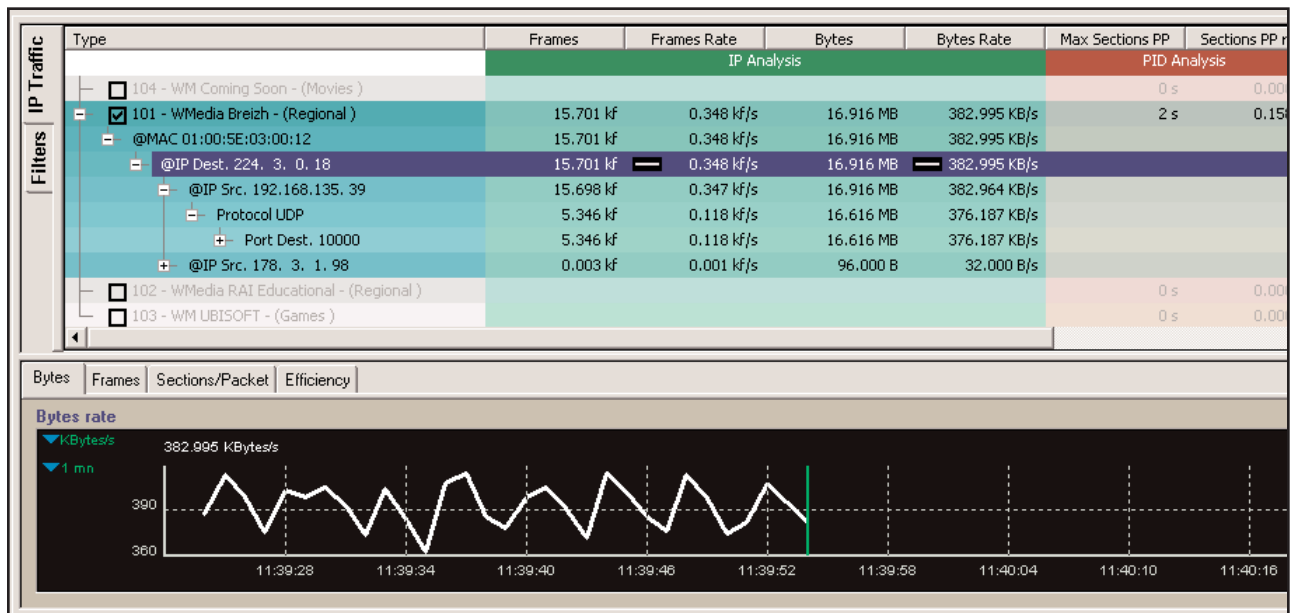 IP Traffic
Filters
Type Frames Frames Rate Bytes Bytes Rate Max Sections PP Sections PP r
IP Analysis PID Analysis
104 - WM Coming Soon - (Movies ) 0 s 0.00
101 - WMedia Breizh - (Regional ) 15.701 kf 0.348 kf/s 16.916 MB 382.995 KB/s 2 s 0.158
@MAC 01:00:5E:03:00:12 15.701 kf 0.348 kf/s 16.916 MB 382.995 KB/s
@IP Dest. 224. 3. 0. 18 15.701 kf 0.348 kf/s 16.916 MB 382.995 KB/s
@IP Src. 192.168.135. 39 15.698 kf 0.347 kf/s 16.916 MB 382.964 KB/s
Protocol UDP 5.346 kf 0.118 kf/s 16.616 MB 376.187 KB/s
Port Dest. 10000 5.346 kf 0.118 kf/s 16.616 MB 376.187 KB/s
@IP Src. 178. 3. 1. 98 0.003 kf 0.001 kf/s 96.000 B 32.000 B/s
102 - WMedia RAI Educational - (Regional ) 0 s 0.00
103 - WM UBISOFT - (Games ) 0 s 0.00
Bytes Frames Sections/Packet Efficiency
Bytes rate
KBytes/s 382.995 KBytes/s
1 mn
390
360
11:39:28 11:39:34 11:39:40 11:39:46 11:39:52 11:39:58 11:40:04 11:40:10 11:40:16